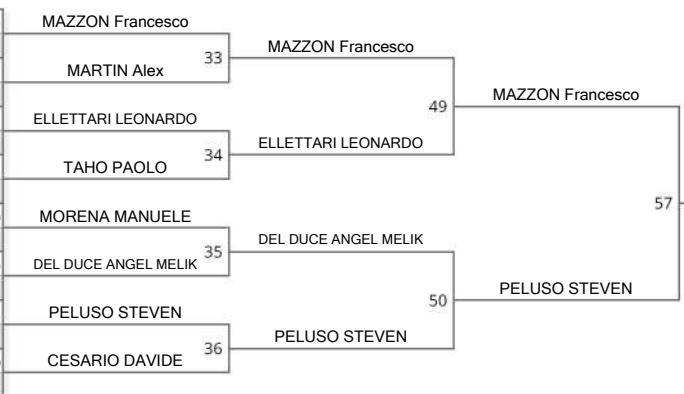 MAZZON Francesco
33
MARTIN Alex
MAZZON Francesco
49
ELLETTARI LEONARDO
34
TAHO PAOLO
ELLETTARI LEONARDO
MAZZON Francesco
57
MORENA MANUELE
35
DEL DUCE ANGEL MELIK
DEL DUCE ANGEL MELIK
50
PELUSO STEVEN
36
CESARIO DAVIDE
PELUSO STEVEN
PELUSO STEVEN